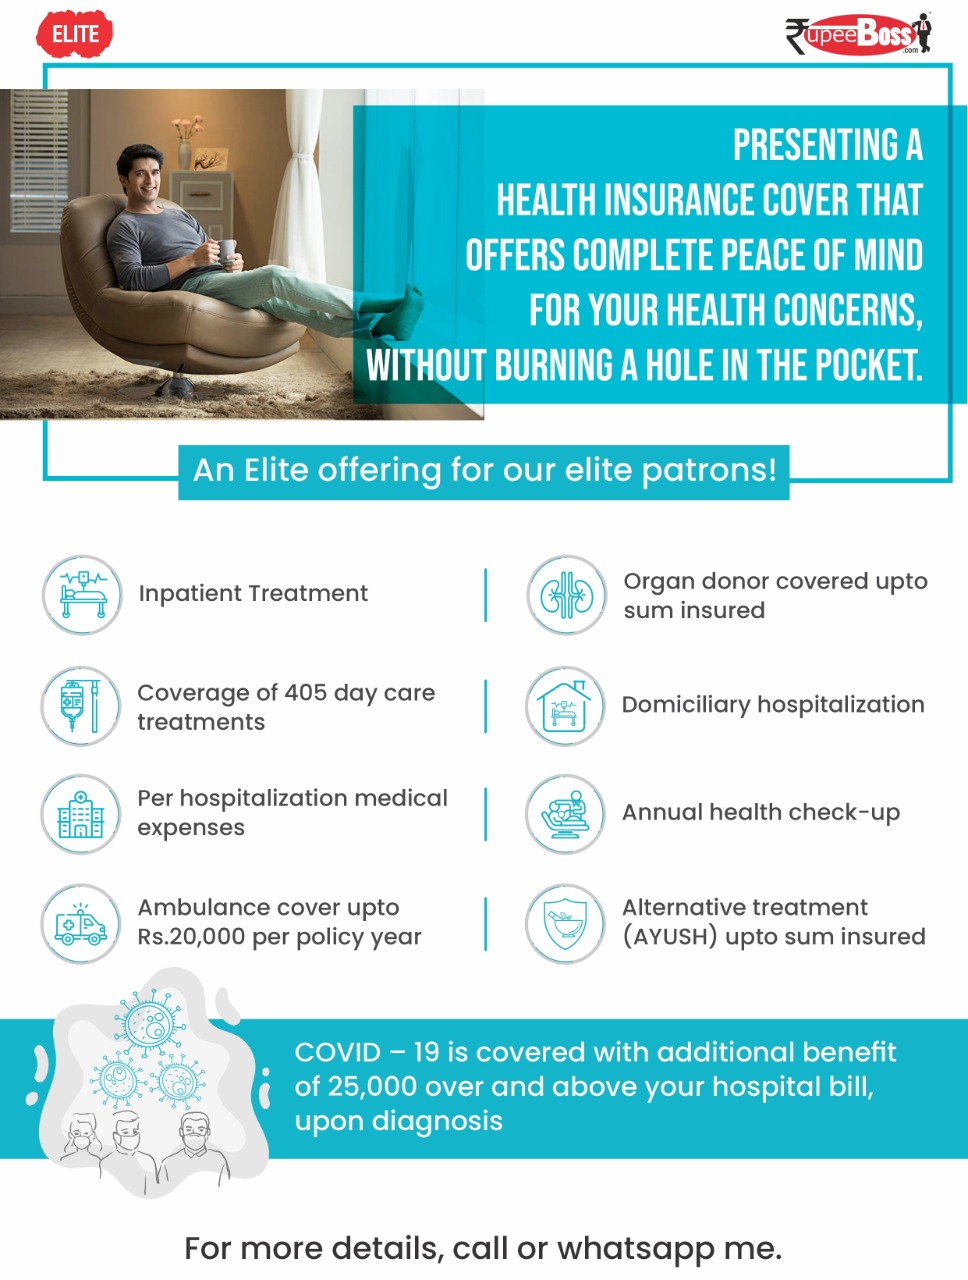 ELITE
₹upeeBoss
.com
PRESENTING A
HEALTH INSURANCE COVER THAT
OFFERS COMPLETE PEACE OF MIND
FOR YOUR HEALTH CONCERNS,
WITHOUT BURNING A HOLE IN THE POCKET.
An Elite offering for our elite patrons!
Inpatient Treatment
Organ donor covered upto
sum insured
Coverage of 405 day care
treatments
Domiciliary hospitalization
Per hospitalization medical
expenses
Annual health check-up
Ambulance cover upto
Rs.20,000 per policy year
Alternative treatment
(AYUSH) upto sum insured
COVID – 19 is covered with additional benefit
of 25,000 over and above your hospital bill,
upon diagnosis
For more details, call or whatsapp me.